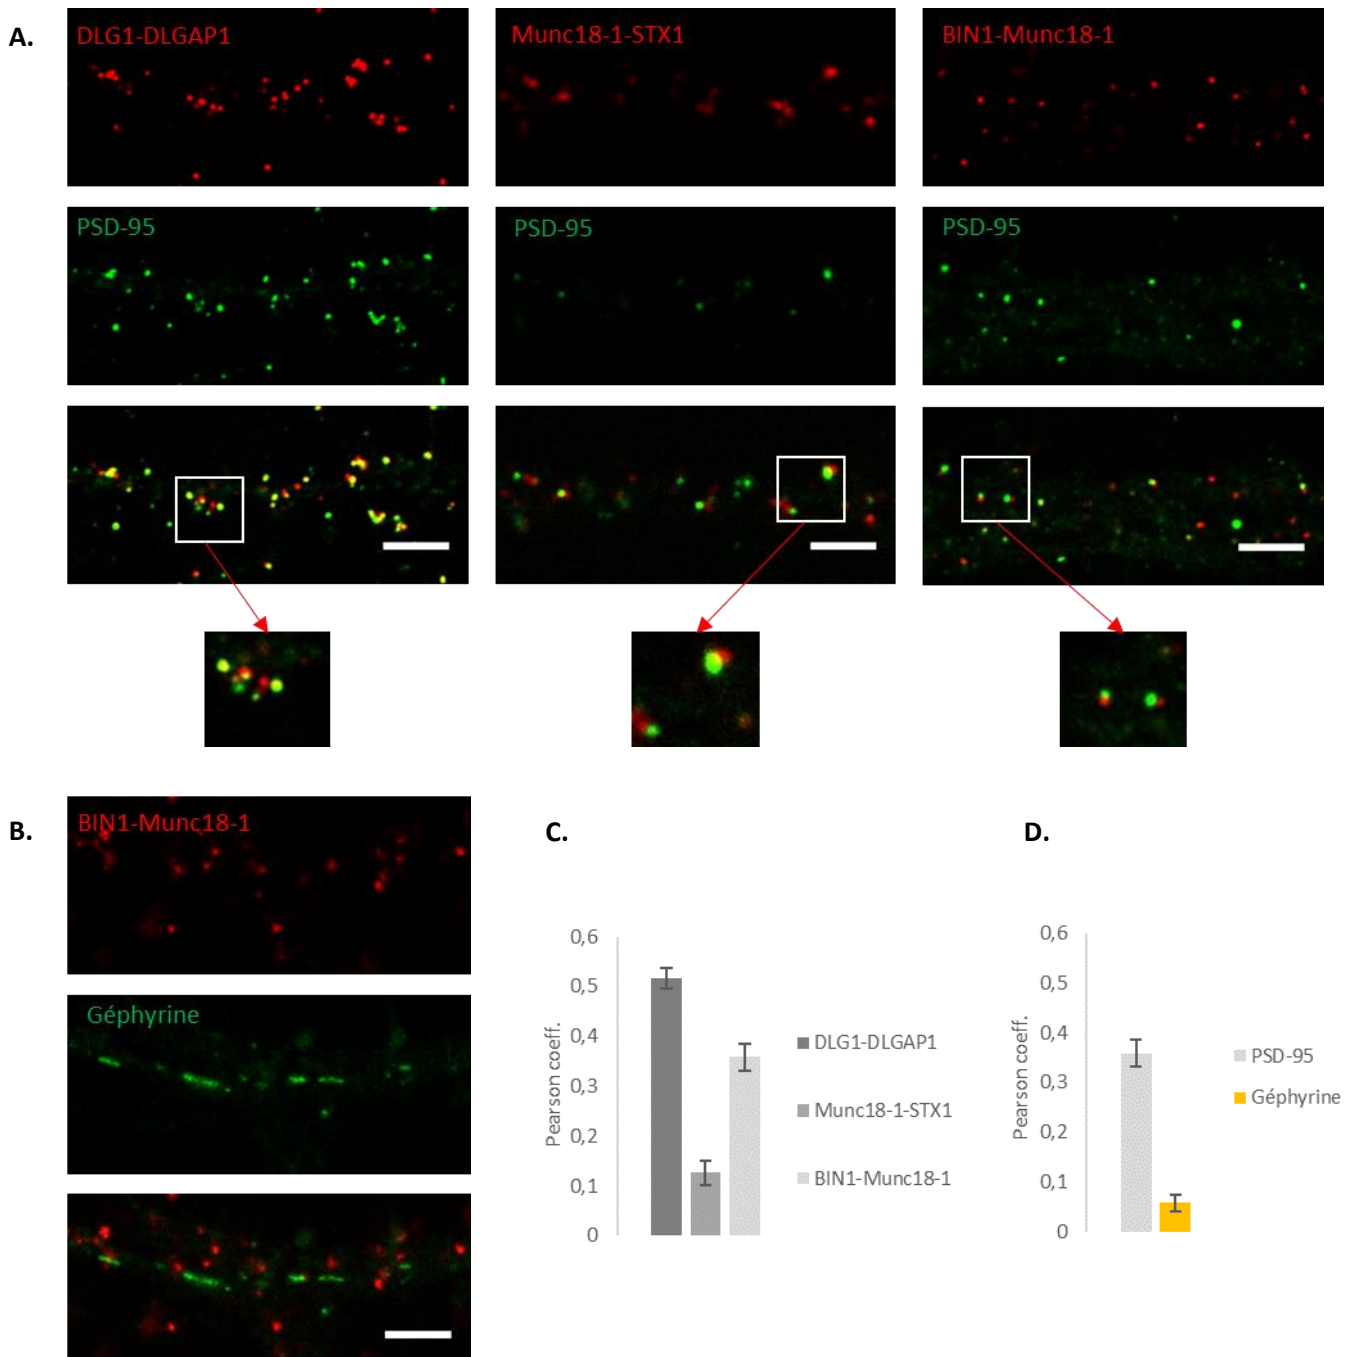 A.
DLG1-DLGAP1
Munc18-1-STX1
BIN1-Munc18-1
PSD-95
PSD-95
PSD-95
B.
BIN1-Munc18-1
Géphyrine
C.
Pearson coeff.
0,6
0,5
0,4
0,3
0,2
0,1
0
DLG1-DLGAP1
Munc18-1-STX1
BIN1-Munc18-1
D.
Pearson coeff.
0,6
0,5
0,4
0,3
0,2
0,1
0
PSD-95
Géphyrine